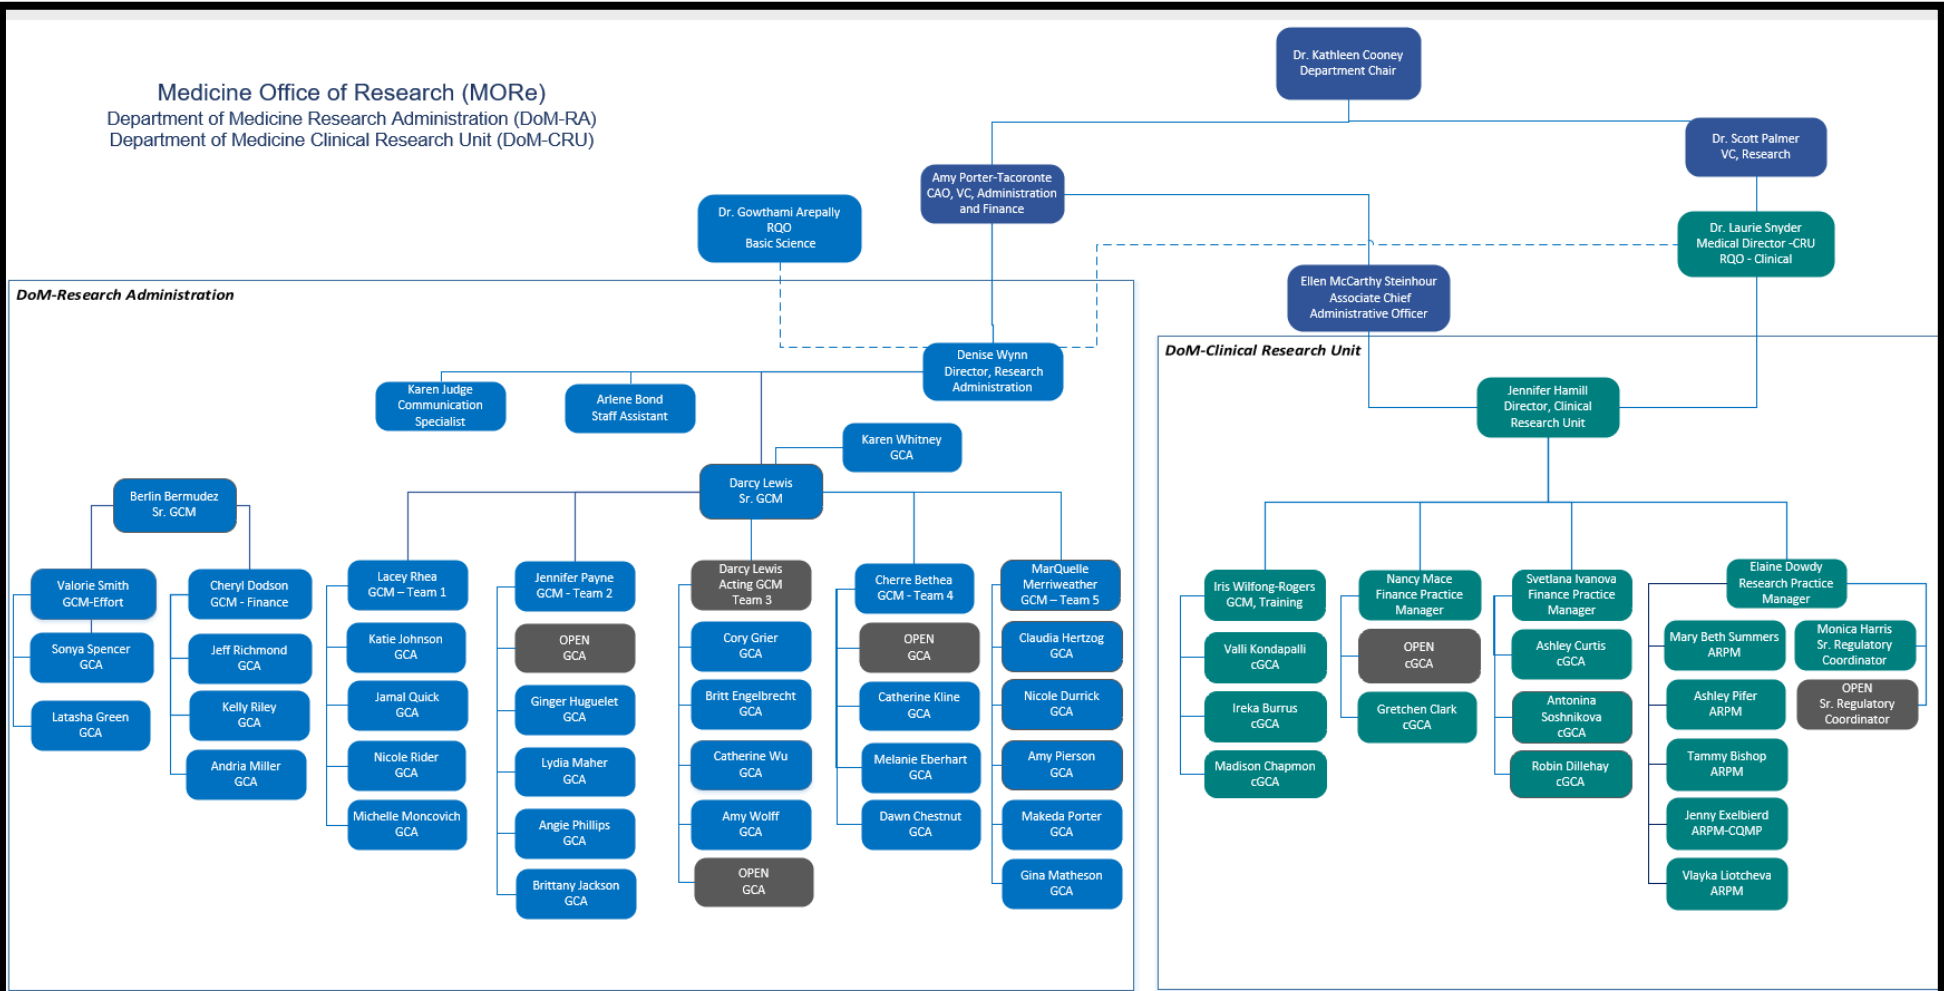 Medicine Office of Research (MORe)
Department of Medicine Research Administration (DoM-RA)
Department of Medicine Clinical Research Unit (DoM-CRU)
Dr. Kathleen Cooney
Department Chair
Dr. Scott Palmer
VC, Research
Amy Porter-Tacoronte
CAO, VC, Administration
and Finance
Dr. Gowthami Arepally
RQO
Basic Science
Dr. Laurie Snyder
Medical Director -CRU
RQO - Clinical
Ellen McCarthy Steinhour
Associate Chief
Administrative Officer
DoM-Research Administration
Denise Wynn
Director, Research
Administration
Karen Judge
Communication
Specialist
Arlene Bond
Staff Assistant
Karen Whitney
GCA
Darcy Lewis
Sr. GCM
Berlin Bermudez
Sr. GCM
Valorie Smith
GCM-Effort
Sonya Spencer
GCA
Latasha Green
GCA
Cheryl Dodson
GCM - Finance
Jeff Richmond
GCA
Kelly Riley
GCA
Andria Miller
GCA
Lacey Rhea
GCM – Team 1
Katie Johnson
GCA
Jamal Quick
GCA
Nicole Rider
GCA
Michelle Moncovich
GCA
Jennifer Payne
GCM - Team 2
OPEN
GCA
Ginger Huguelet
GCA
Lydia Maher
GCA
Angie Phillips
GCA
Brittany Jackson
GCA
Darcy Lewis
Acting GCM
Team 3
Cory Grier
GCA
Britt Engelbrecht
GCA
Catherine Wu
GCA
Amy Wolff
GCA
OPEN
GCA
Cherre Bethea
GCM - Team 4
OPEN
GCA
Catherine Kline
GCA
Melanie Eberhart
GCA
Dawn Chestnut
GCA
MarQuelle
Merriweather
GCM – Team 5
Claudia Hertzog
GCA
Nicole Durrick
GCA
Amy Pierson
GCA
Makeda Porter
GCA
Gina Matheson
GCA
DoM-Clinical Research Unit
Jennifer Hamill
Director, Clinical
Research Unit
Iris Wilfong-Rogers
GCM, Training
Valli Kondapalli
cGCA
Ireka Burrus
cGCA
Madison Chapmon
cGCA
Nancy Mace
Finance Practice
Manager
OPEN
cGCA
Gretchen Clark
cGCA
Svetlana Ivanova
Finance Practice
Manager
Ashley Curtis
cGCA
Antonina
Soshnikova
cGCA
Robin Dillehay
cGCA
Elaine Dowdy
Research Practice
Manager
Mary Beth Summers
ARPM
Ashley Pifer
ARPM
Tammy Bishop
ARPM
Jenny Exelbierd
ARPM-CQMP
Vlayka Liotcheva
ARPM
Monica Harris
Sr. Regulatory
Coordinator
OPEN
Sr. Regulatory
Coordinator